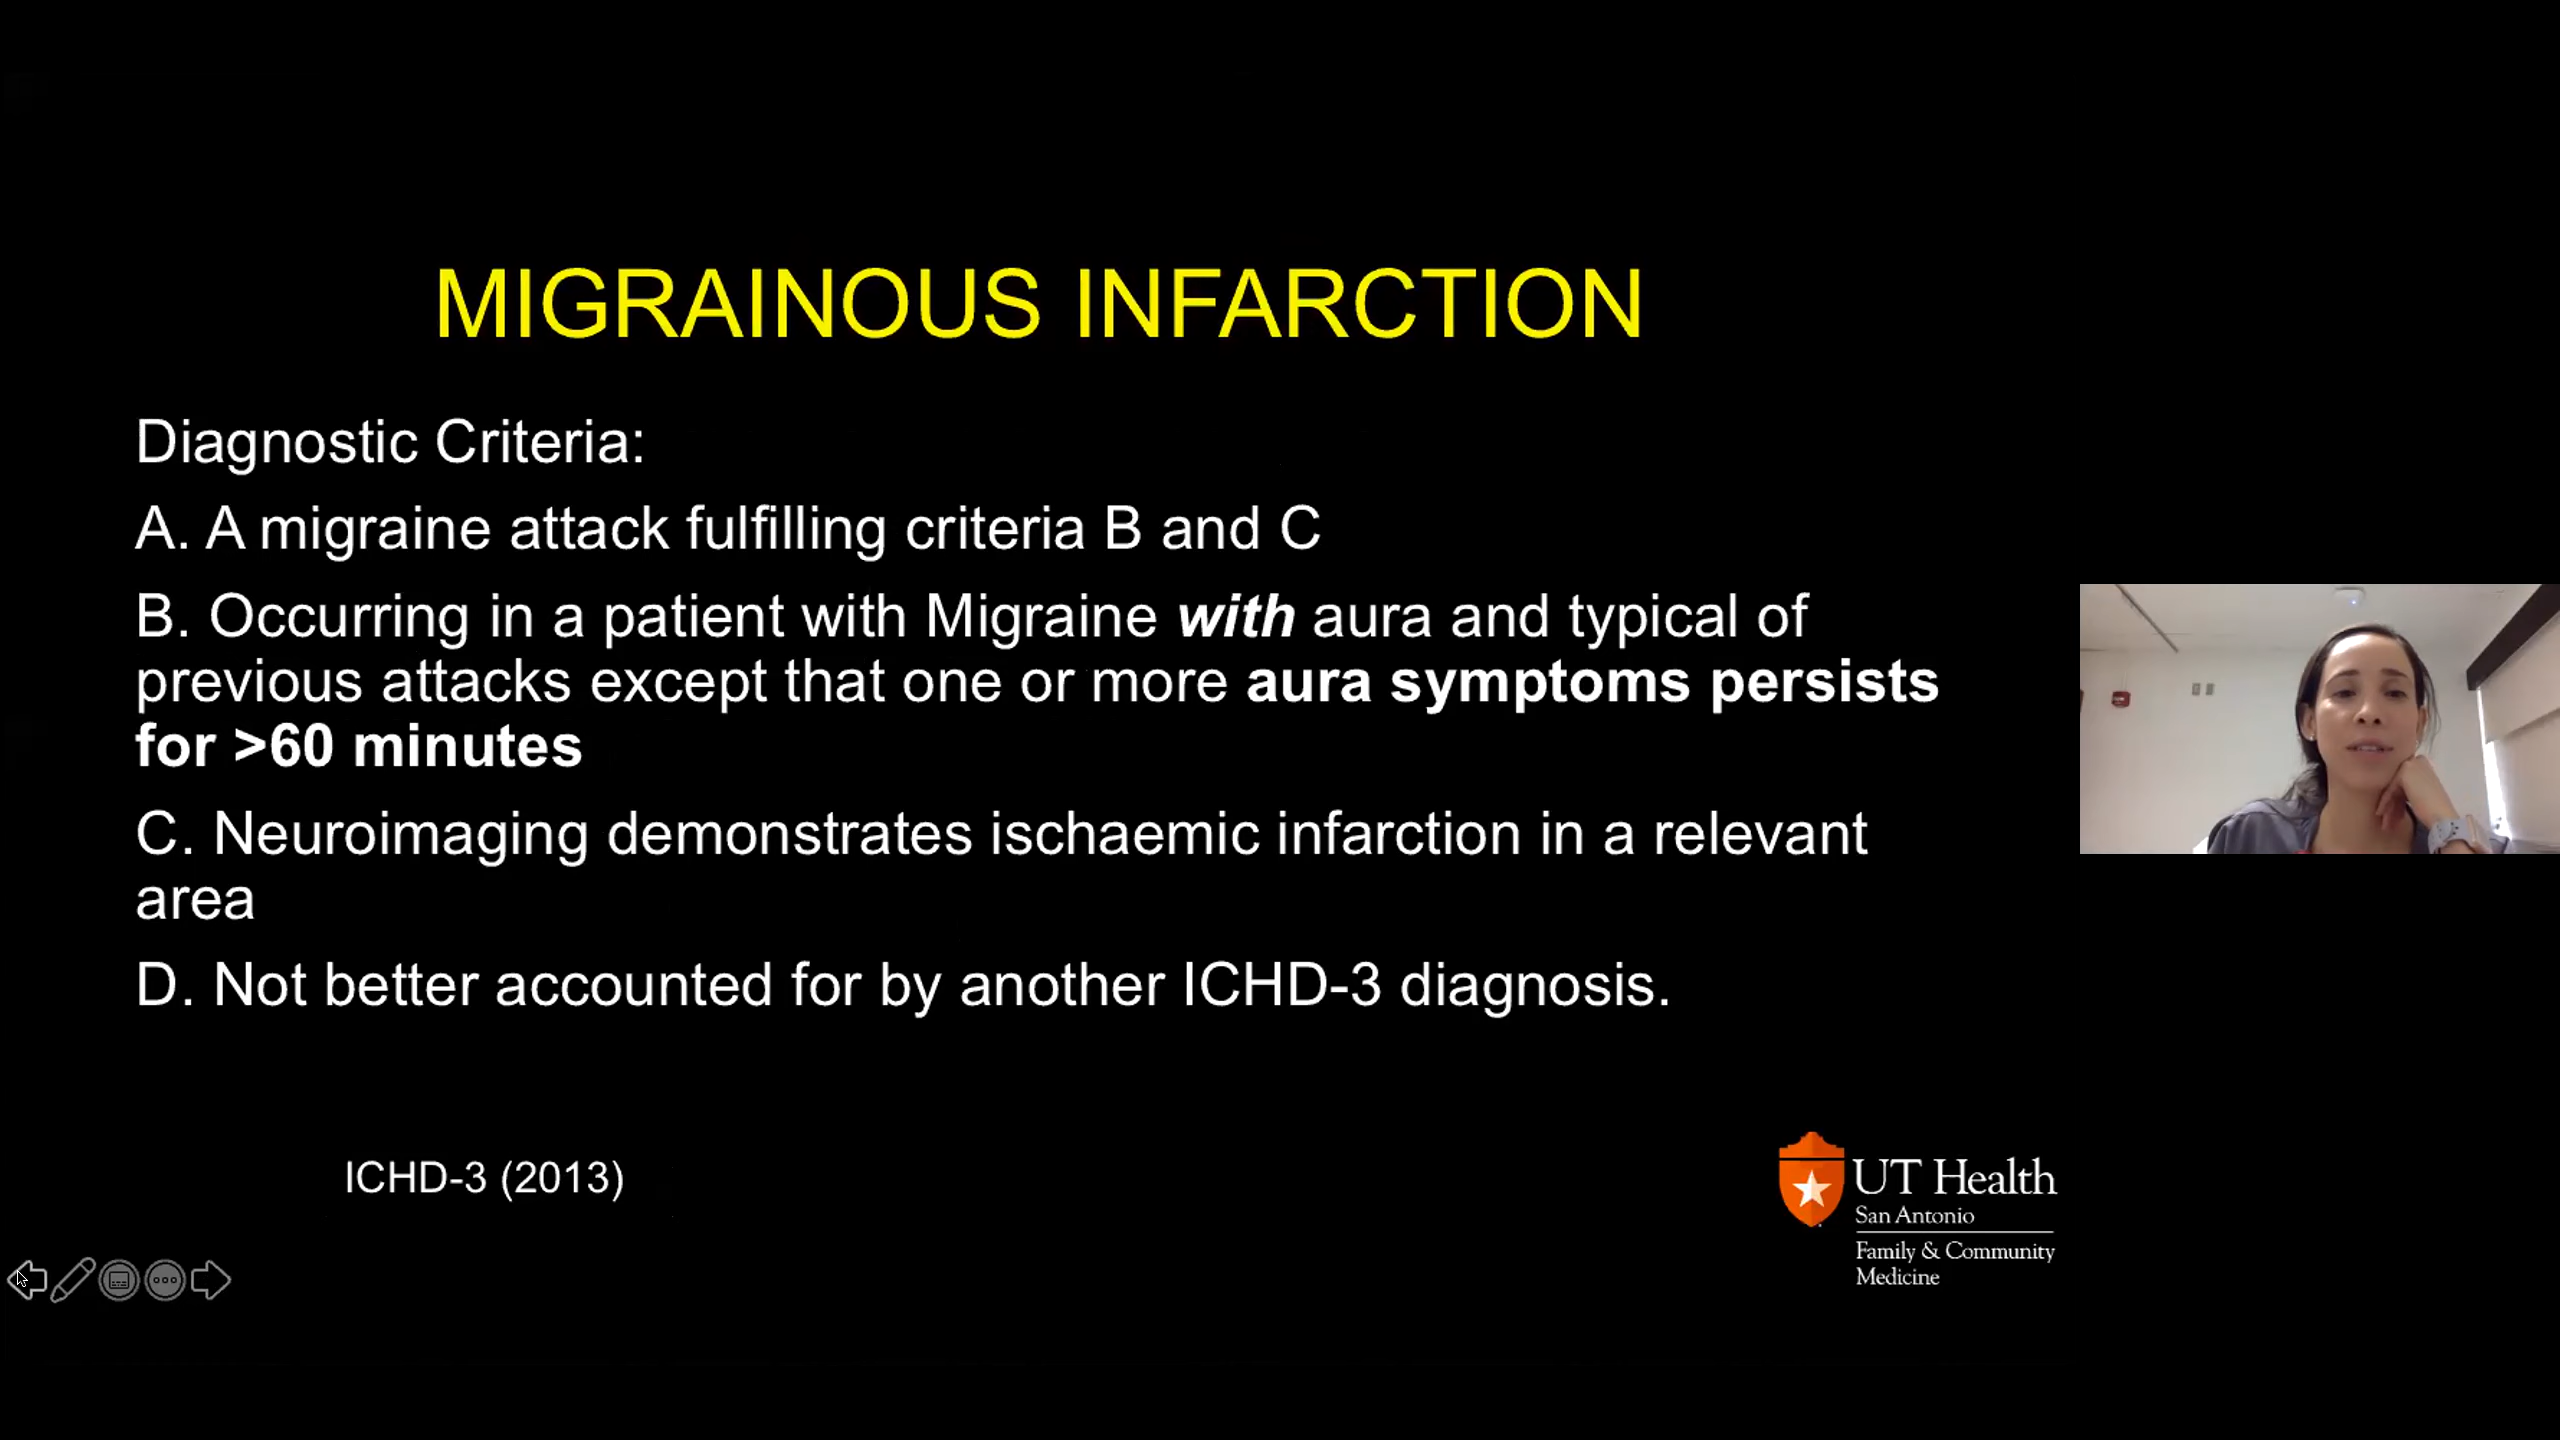 MIGRAINOUS INFARCTION
Diagnostic Criteria:
A. A migraine attack fulfilling criteria B and C
B. Occurring in a patient with Migraine with aura and typical of
previous attacks except that one or more aura symptoms persists
for >60 minutes
C. Neuroimaging demonstrates ischaemic infarction in a relevant
area
D. Not better accounted for by another ICHD-3 diagnosis.
ICHD-3 (2013)
UT Health
San Antonio
Family & Community
Medicine